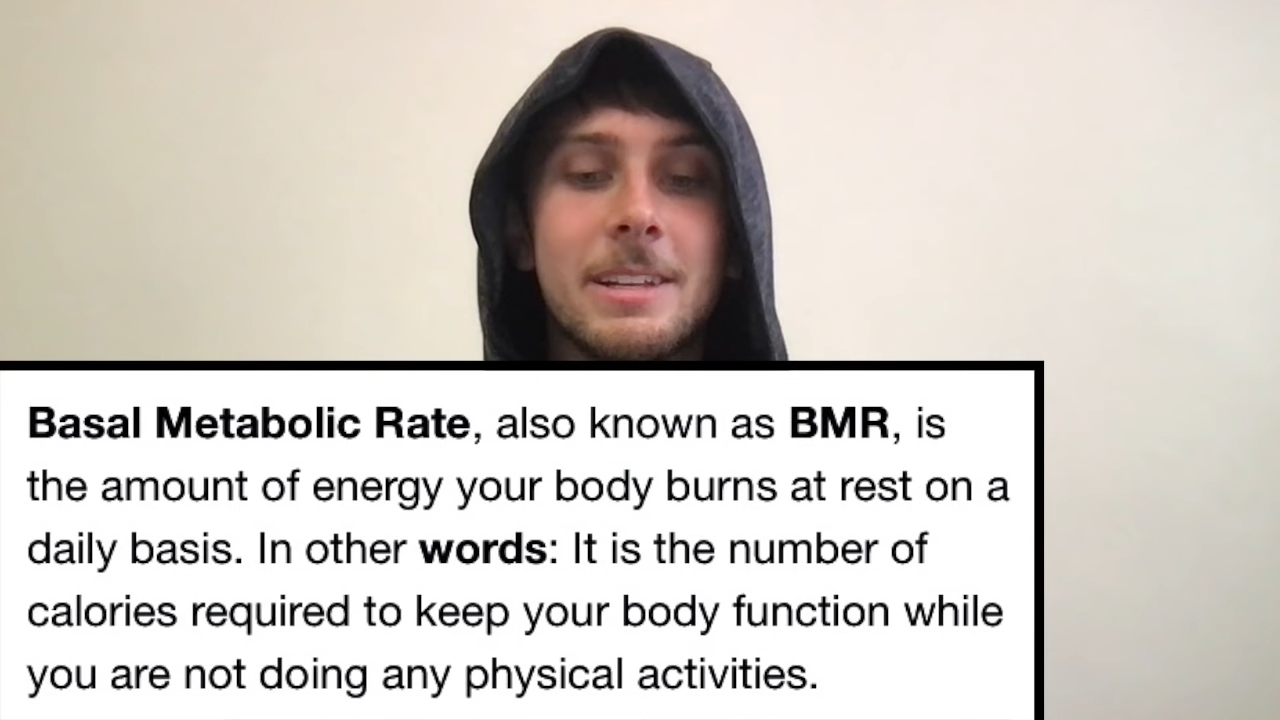 Basal Metabolic Rate, also known as BMR, is
the amount of energy your body burns at rest on a
daily basis. In other words: It is the number of
calories required to keep your body function while
you are not doing any physical activities.